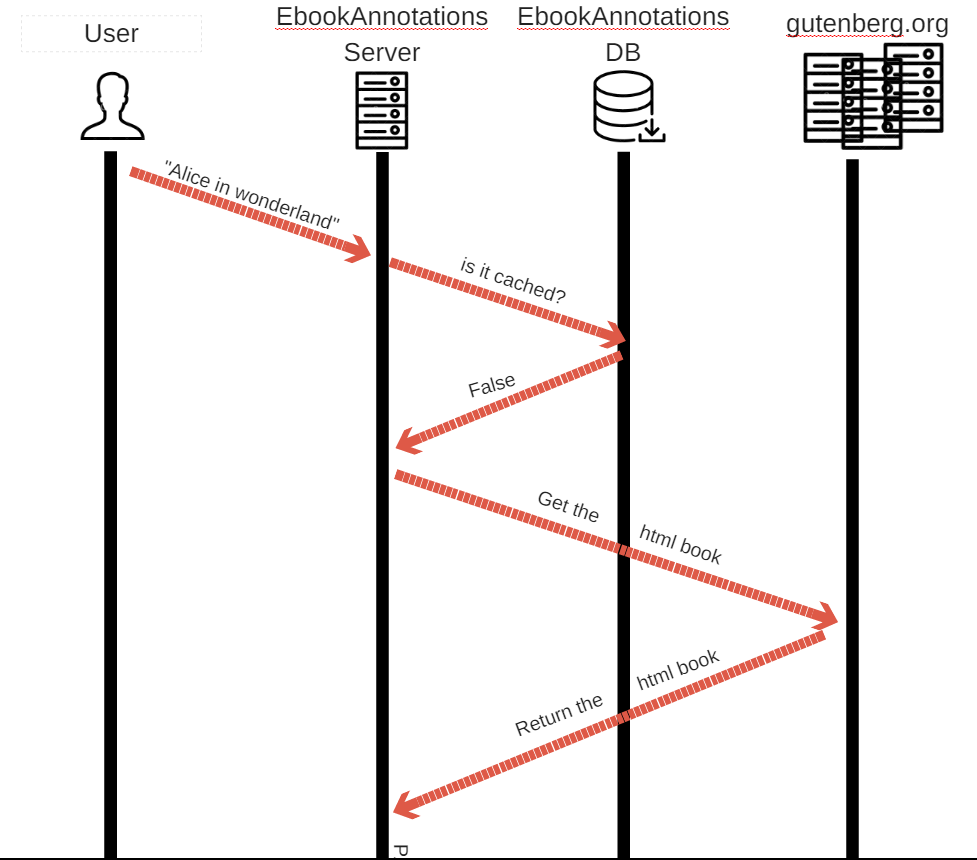 User
EbookAnnotations
Server
EbookAnnotations
DB
gutenberg.org
"Alice in wonderland"
is it cached?
False
Get the html book
Return the html book
P